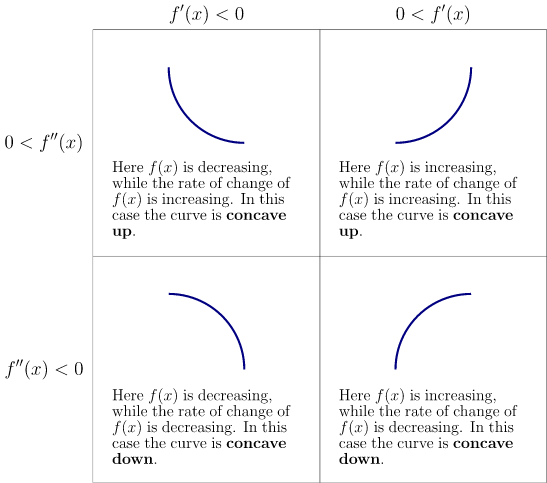 f′(x) < 0
0 < f′(x)
0 < f″(x)
Here f(x) is decreasing,
while the rate of change of
f(x) is increasing. In this
case the curve is concave
up.
Here f(x) is increasing,
while the rate of change of
f(x) is increasing. In this
case the curve is concave
up.
f″(x) < 0
Here f(x) is decreasing,
while the rate of change of
f(x) is decreasing. In this
case the curve is concave
down.
Here f(x) is increasing,
while the rate of change of
f(x) is decreasing. In this
case the curve is concave
down.